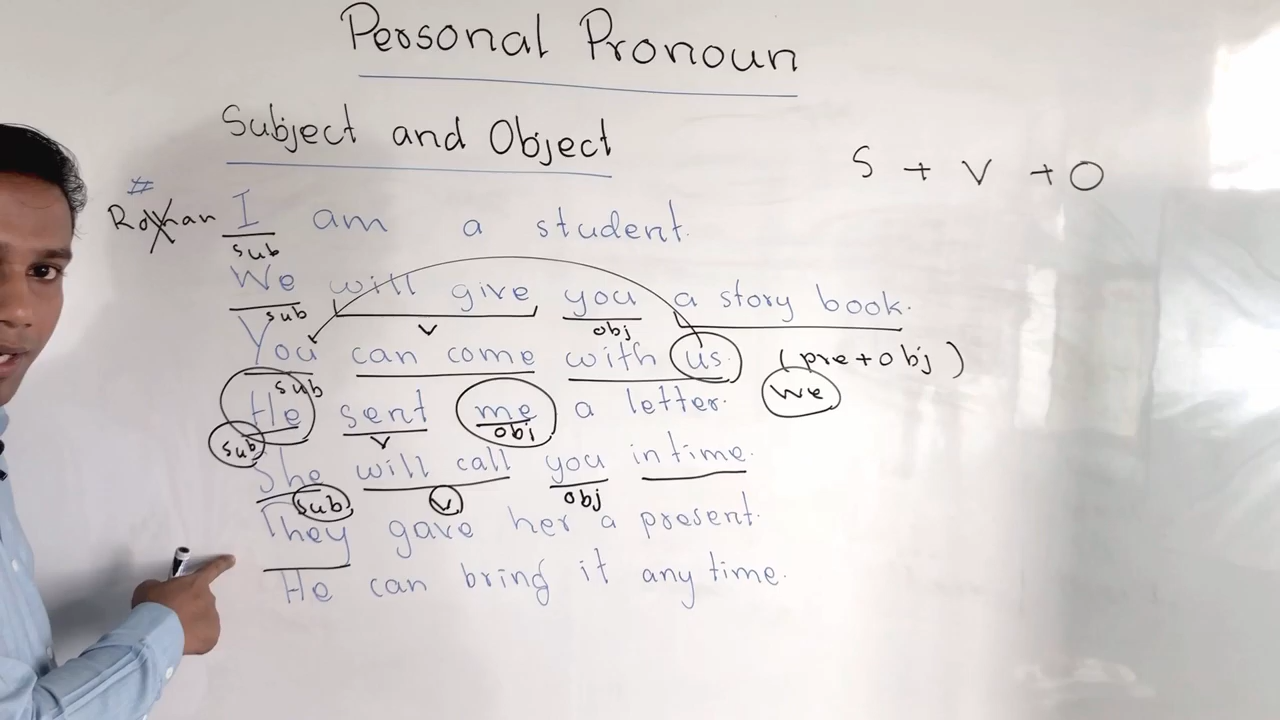 Personal Pronoun
Subject and Object
S + V + O
#
Roshan I am a student.
sub
We will give you a story book.
sub v obj
You can come with us. (pre + obj)
sub we
He sent me a letter.
sub v obj
She will call you in time.
sub v obj
They gave her a present.
He can bring it any time.